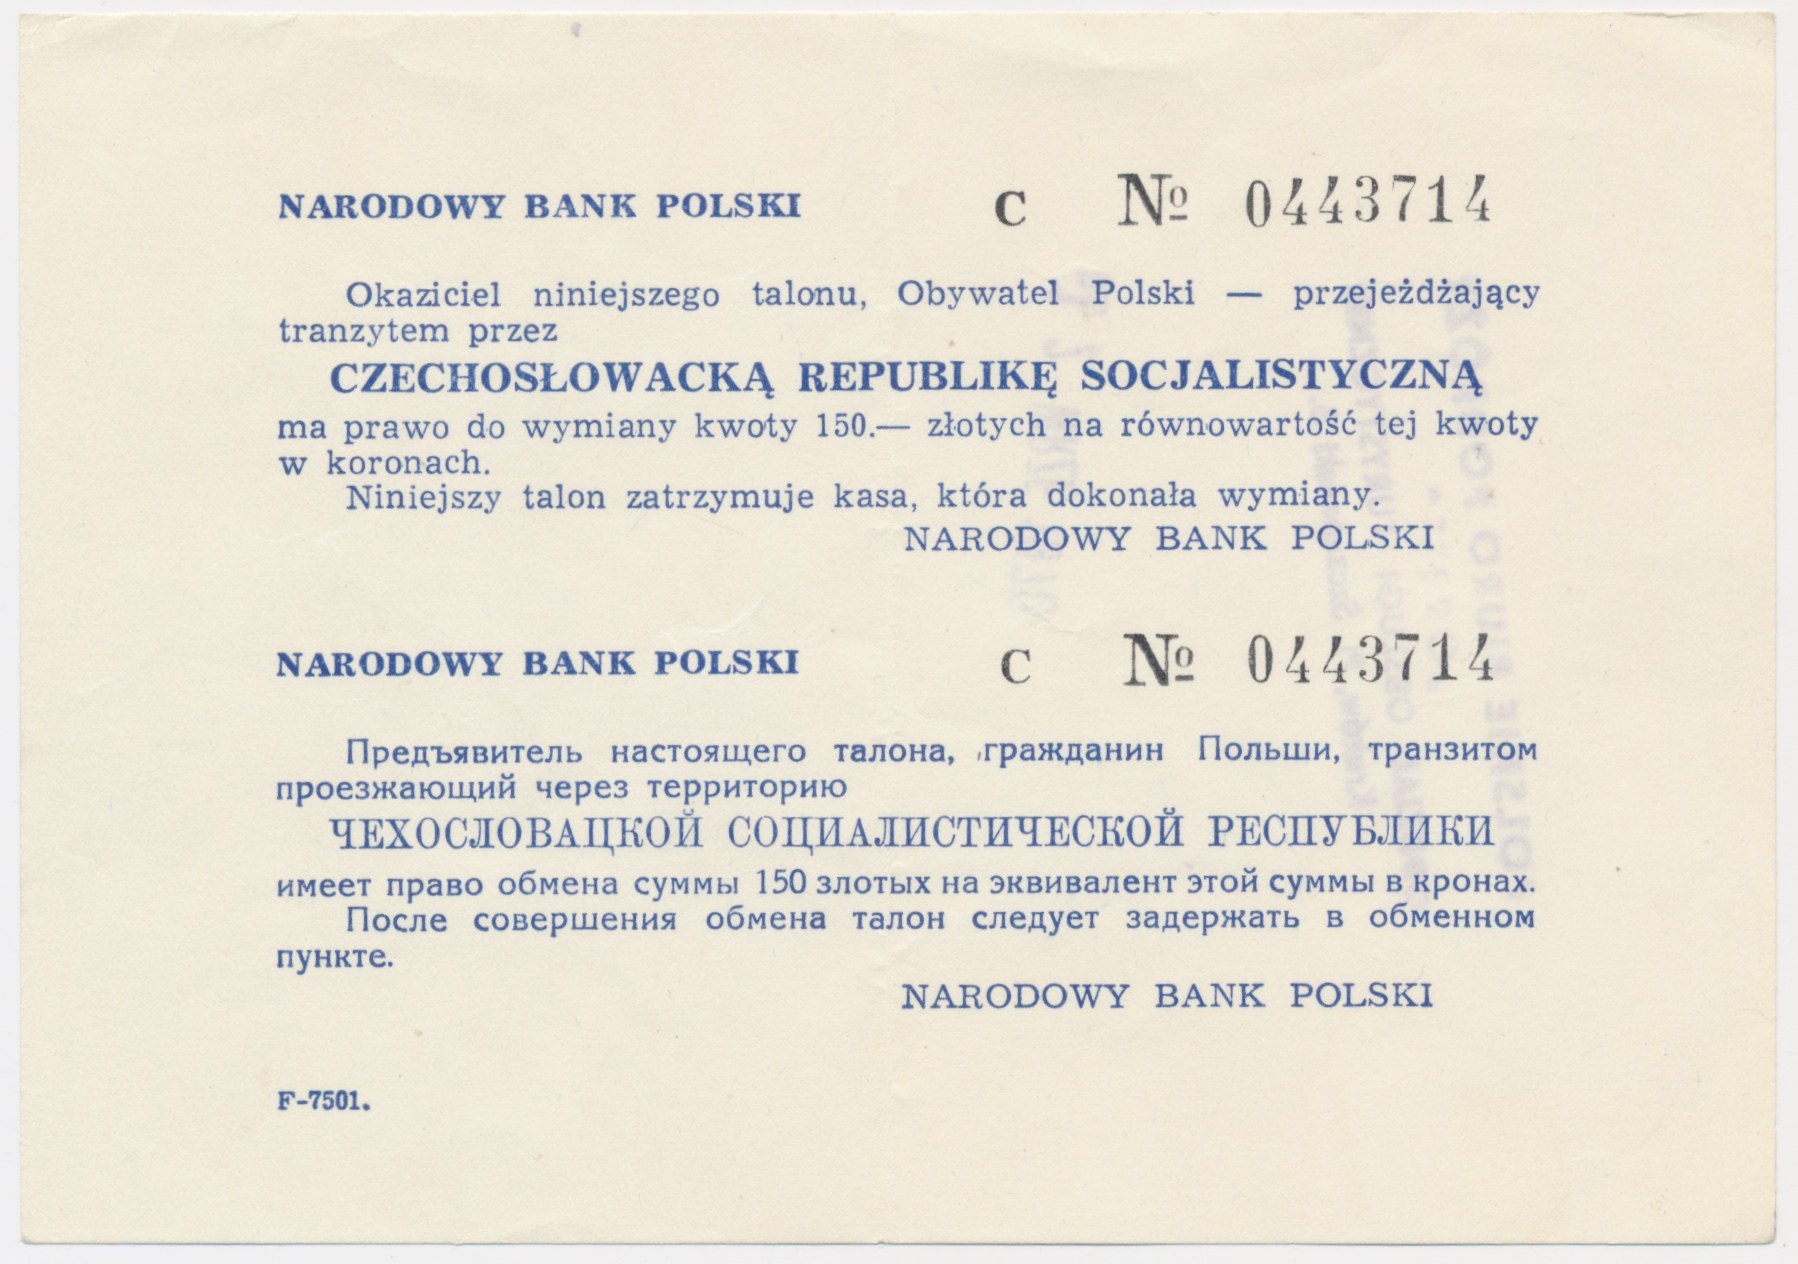 NARODOWY BANK POLSKI C № 0443714
Okaziciel niniejszego talonu, Obywatel Polski — przejeżdżający
tranzytem przez
CZECHOSŁOWACKĄ REPUBLIKĘ SOCJALISTYCZNĄ
ma prawo do wymiany kwoty 150.— złotych na równowartość tej kwoty
w koronach.
Niniejszy talon zatrzymuje kasa, która dokonała wymiany.
NARODOWY BANK POLSKI
NARODOWY BANK POLSKI C № 0443714
Предъявитель настоящего талона, гражданин Польши, транзитом
проезжающий через территорию
ЧЕХОСЛОВАЦКОЙ СОЦИАЛИСТИЧЕСКОЙ РЕСПУБЛИКИ
имеет право обмена суммы 150 злотых на эквивалент этой суммы в кронах.
После совершения обмена талон следует задержать в обменном
пункте.
NARODOWY BANK POLSKI
F-7501.